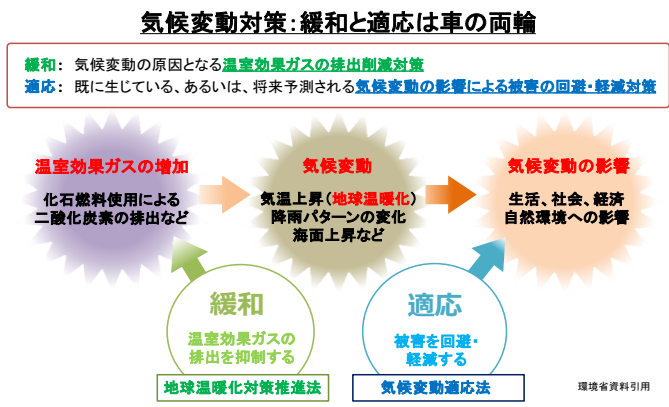 気候変動対策:緩和と適応は車の両輪
緩和： 気候変動の原因となる温室効果ガスの排出削減対策
適応： 既に生じている、あるいは、将来予測される気候変動の影響による被害の回避・軽減対策
温室効果ガスの増加
化石燃料使用による
二酸化炭素の排出など
気候変動
気温上昇(地球温暖化)
降雨パターンの変化
海面上昇など
気候変動の影響
生活、社会、経済
自然環境への影響
緩和
温室効果ガスの
排出を抑制する
地球温暖化対策推進法
適応
被害を回避・
軽減する
気候変動適応法
環境省資料引用